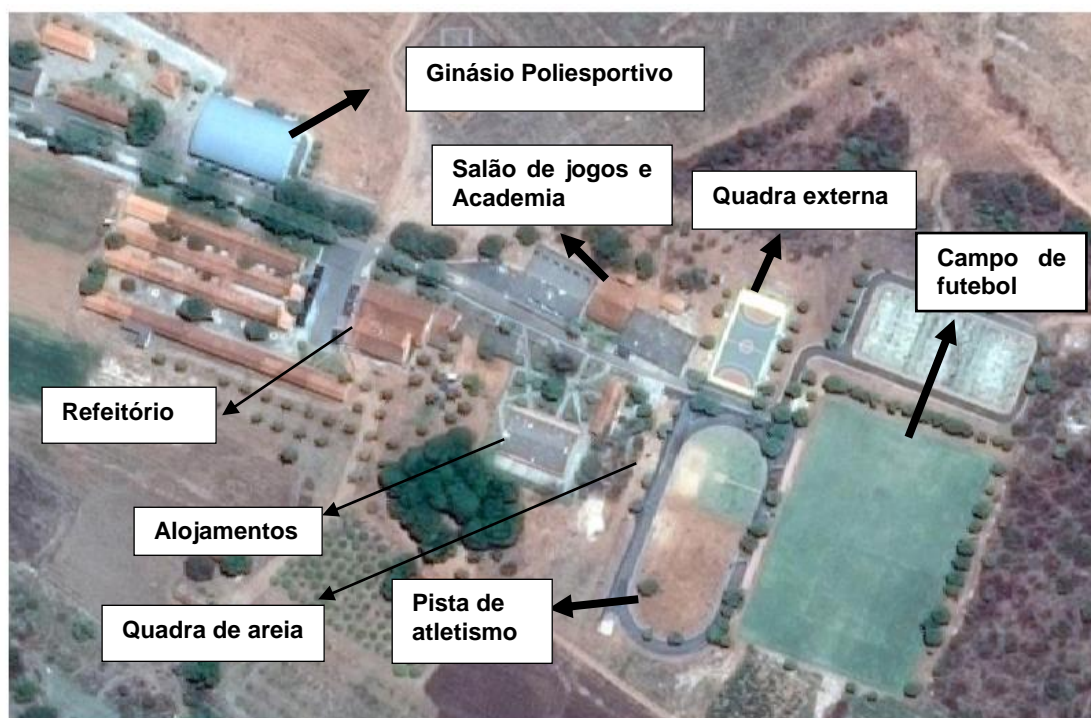 Ginásio Poliesportivo
Salão de jogos e
Academia
Quadra externa
Campo de
futebol
Refeitório
Alojamentos
Quadra de areia
Pista de
atletismo